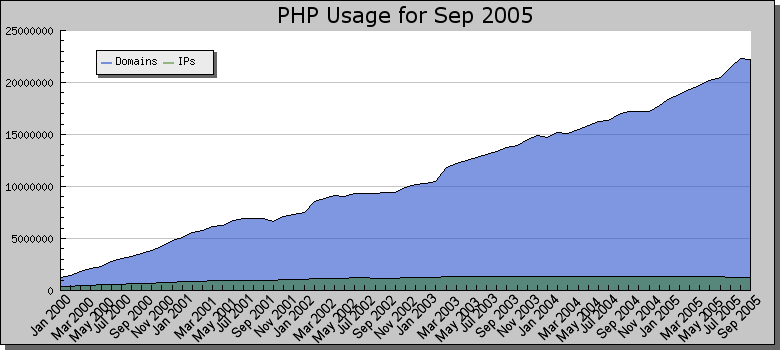 PHP Usage for Sep 2005
25000000
20000000
15000000
10000000
5000000
0
Domains IPs
Jan 2000
Mar 2000
May 2000
Jul 2000
Sep 2000
Nov 2000
Jan 2001
Mar 2001
May 2001
Jul 2001
Sep 2001
Nov 2001
Jan 2002
Mar 2002
May 2002
Jul 2002
Sep 2002
Nov 2002
Jan 2003
Mar 2003
May 2003
Jul 2003
Sep 2003
Nov 2003
Jan 2004
Mar 2004
May 2004
Jul 2004
Sep 2004
Nov 2004
Jan 2005
Mar 2005
May 2005
Jul 2005
Sep 2005